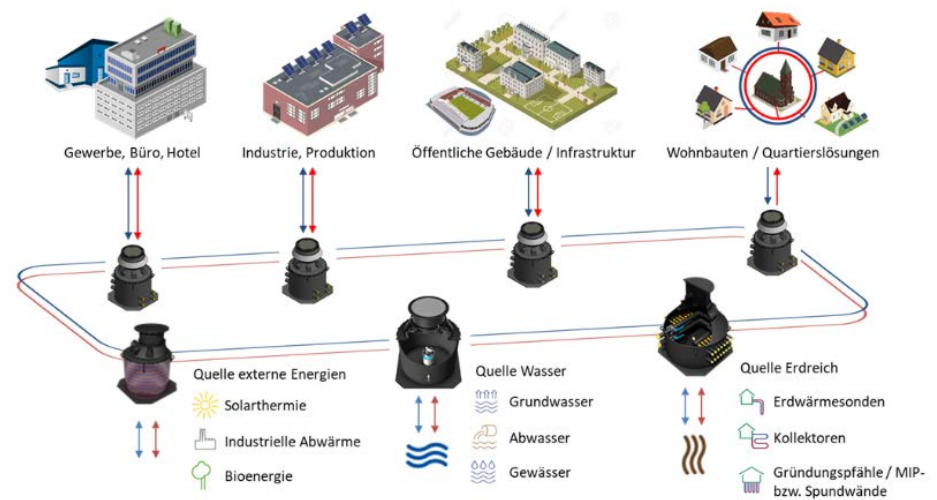 Gewerbe, Büro, Hotel
Industrie, Produktion
Öffentliche Gebäude / Infrastruktur
Wohnbauten / Quartierslösungen
Quelle externe Energien
Solarthermie
Industrielle Abwärme
Bioenergie
Quelle Wasser
Grundwasser
Abwasser
Gewässer
Quelle Erdreich
Erdwärmesonden
Kollektoren
Gründungspfähle / MIP-
bzw. Spundwände